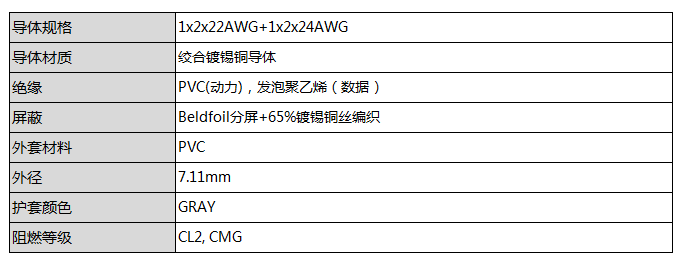 导体规格 1x2x22AWG+1x2x24AWG
导体材质 绞合镀锡铜导体
绝缘 PVC(动力)，发泡聚乙烯（数据）
屏蔽 Beldfoil分屏+65%镀锡铜丝编织
外套材料 PVC
外径 7.11mm
护套颜色 GRAY
阻燃等级 CL2, CMG